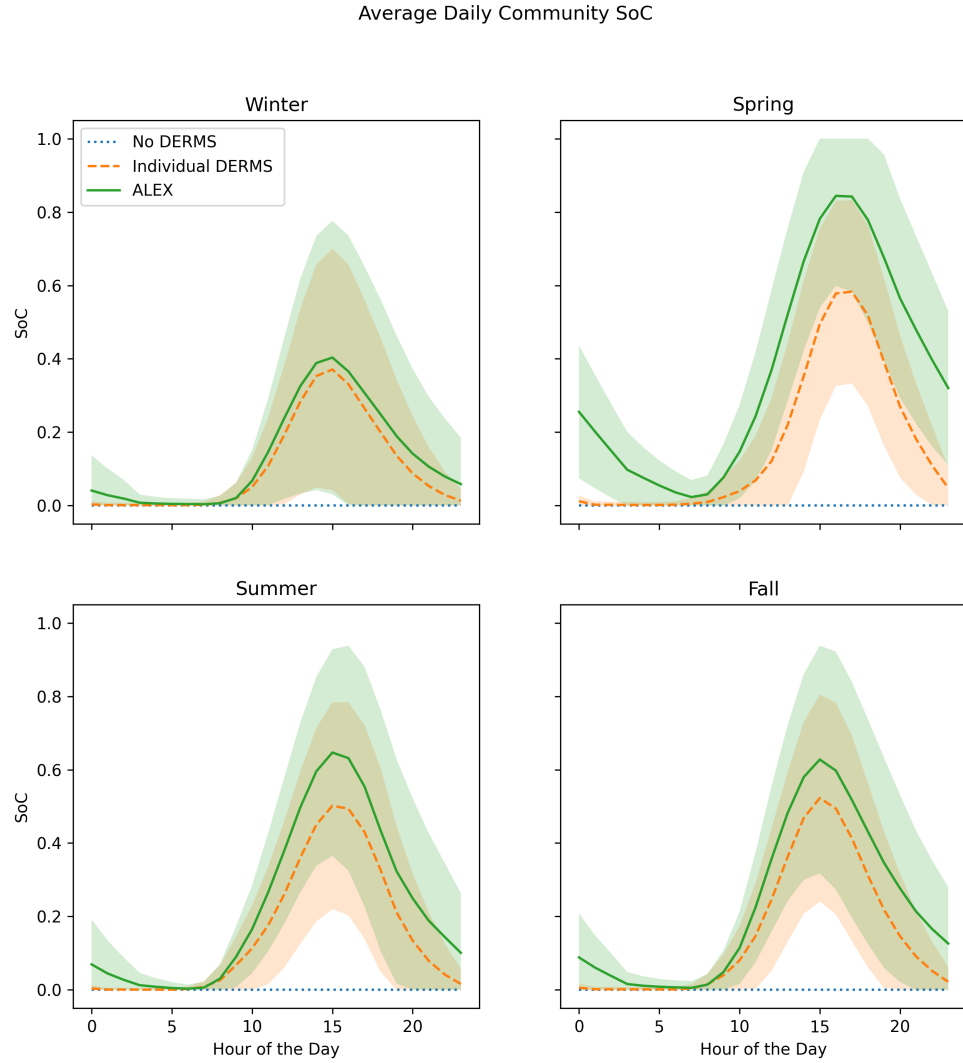 Average Daily Community SoC
Winter
Spring
1.0
0.8
0.6
0.4
0.2
0.0
SoC
No DERMS
Individual DERMS
ALEX
Summer
Fall
1.0
0.8
0.6
0.4
0.2
0.0
SoC
0 5 10 15 20
0 5 10 15 20
Hour of the Day
Hour of the Day